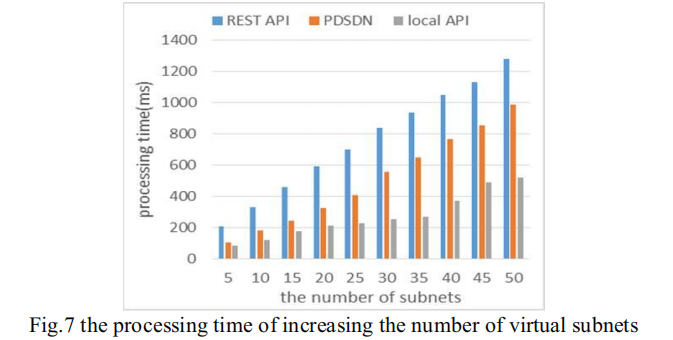 REST API PDSDN local API
1400
1200
1000
800
600
400
200
0
processing time(ms)
5 10 15 20 25 30 35 40 45 50
the number of subnets
Fig.7 the processing time of increasing the number of virtual subnets